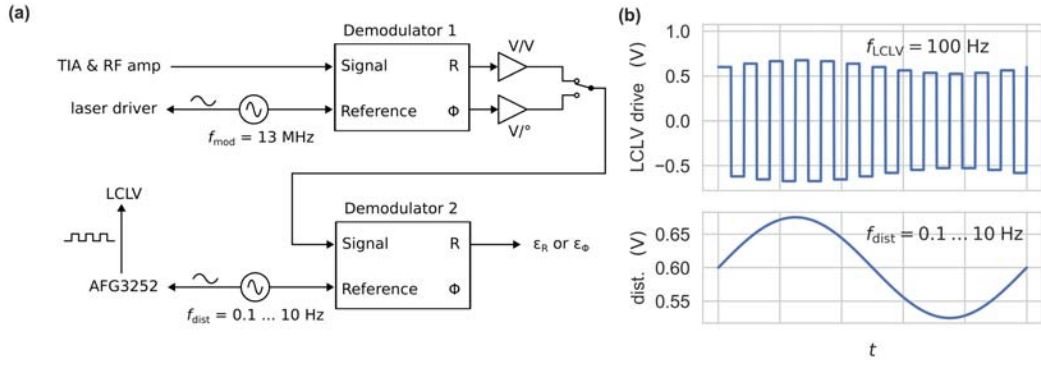 (a)
Demodulator 1
V/V
TIA & RF amp
Signal
R
laser driver
Reference
Φ
V/°
f_mod = 13 MHz
LCLV
Demodulator 2
Signal
R
ε_R or ε_Φ
AFG3252
Reference
Φ
f_dist = 0.1 ... 10 Hz
(b)
LCLV drive (V)
1.0
0.5
0.0
−0.5
f_LCLV = 100 Hz
dist. (V)
0.65
0.60
0.55
f_dist = 0.1 ... 10 Hz
t